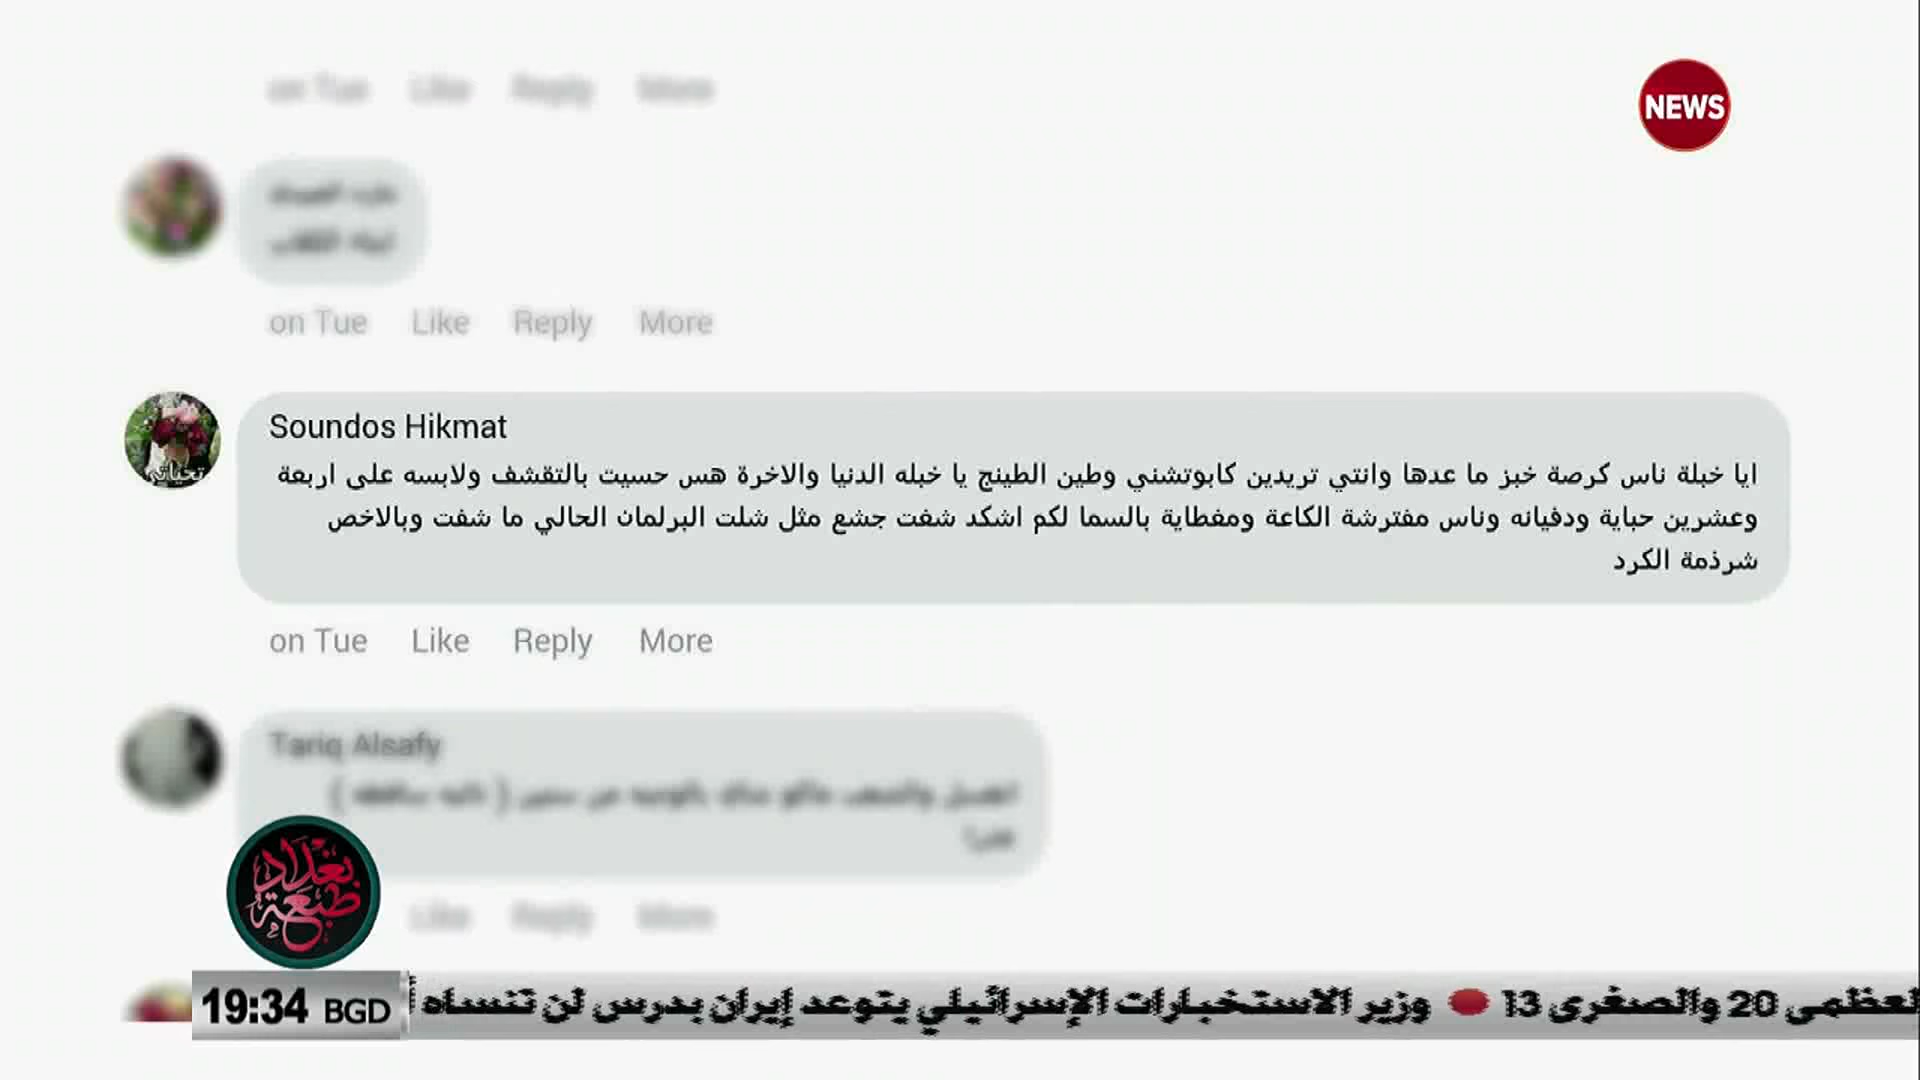 on Tue Like Reply More
NEWS
on Tue Like Reply More
Soundos Hikmat
ايا خبلة ناس كرصة خبز ما عدها وانتي تريدين كابوتشني وطين الطينج يا خبله الدنيا والاخرة هس حسيت بالتقشف ولابسه على اربعة
وعشرين حباية ودفيانه وناس مفترشة الكاعة ومغطاية بالسما لكم اشكد شفت جشع مثل شلت البرلمان الحالي ما شفت وبالاخص
شرذمة الكرد
تحياتي
on Tue Like Reply More
Tariq Alsafy
Like Reply More
بغداد
طبعة
19:34 BGD
لعظمى 20 والصغرى 13 وزير الاستخبارات الإسرائيلي يتوعد إيران بدرس لن تنساه أ